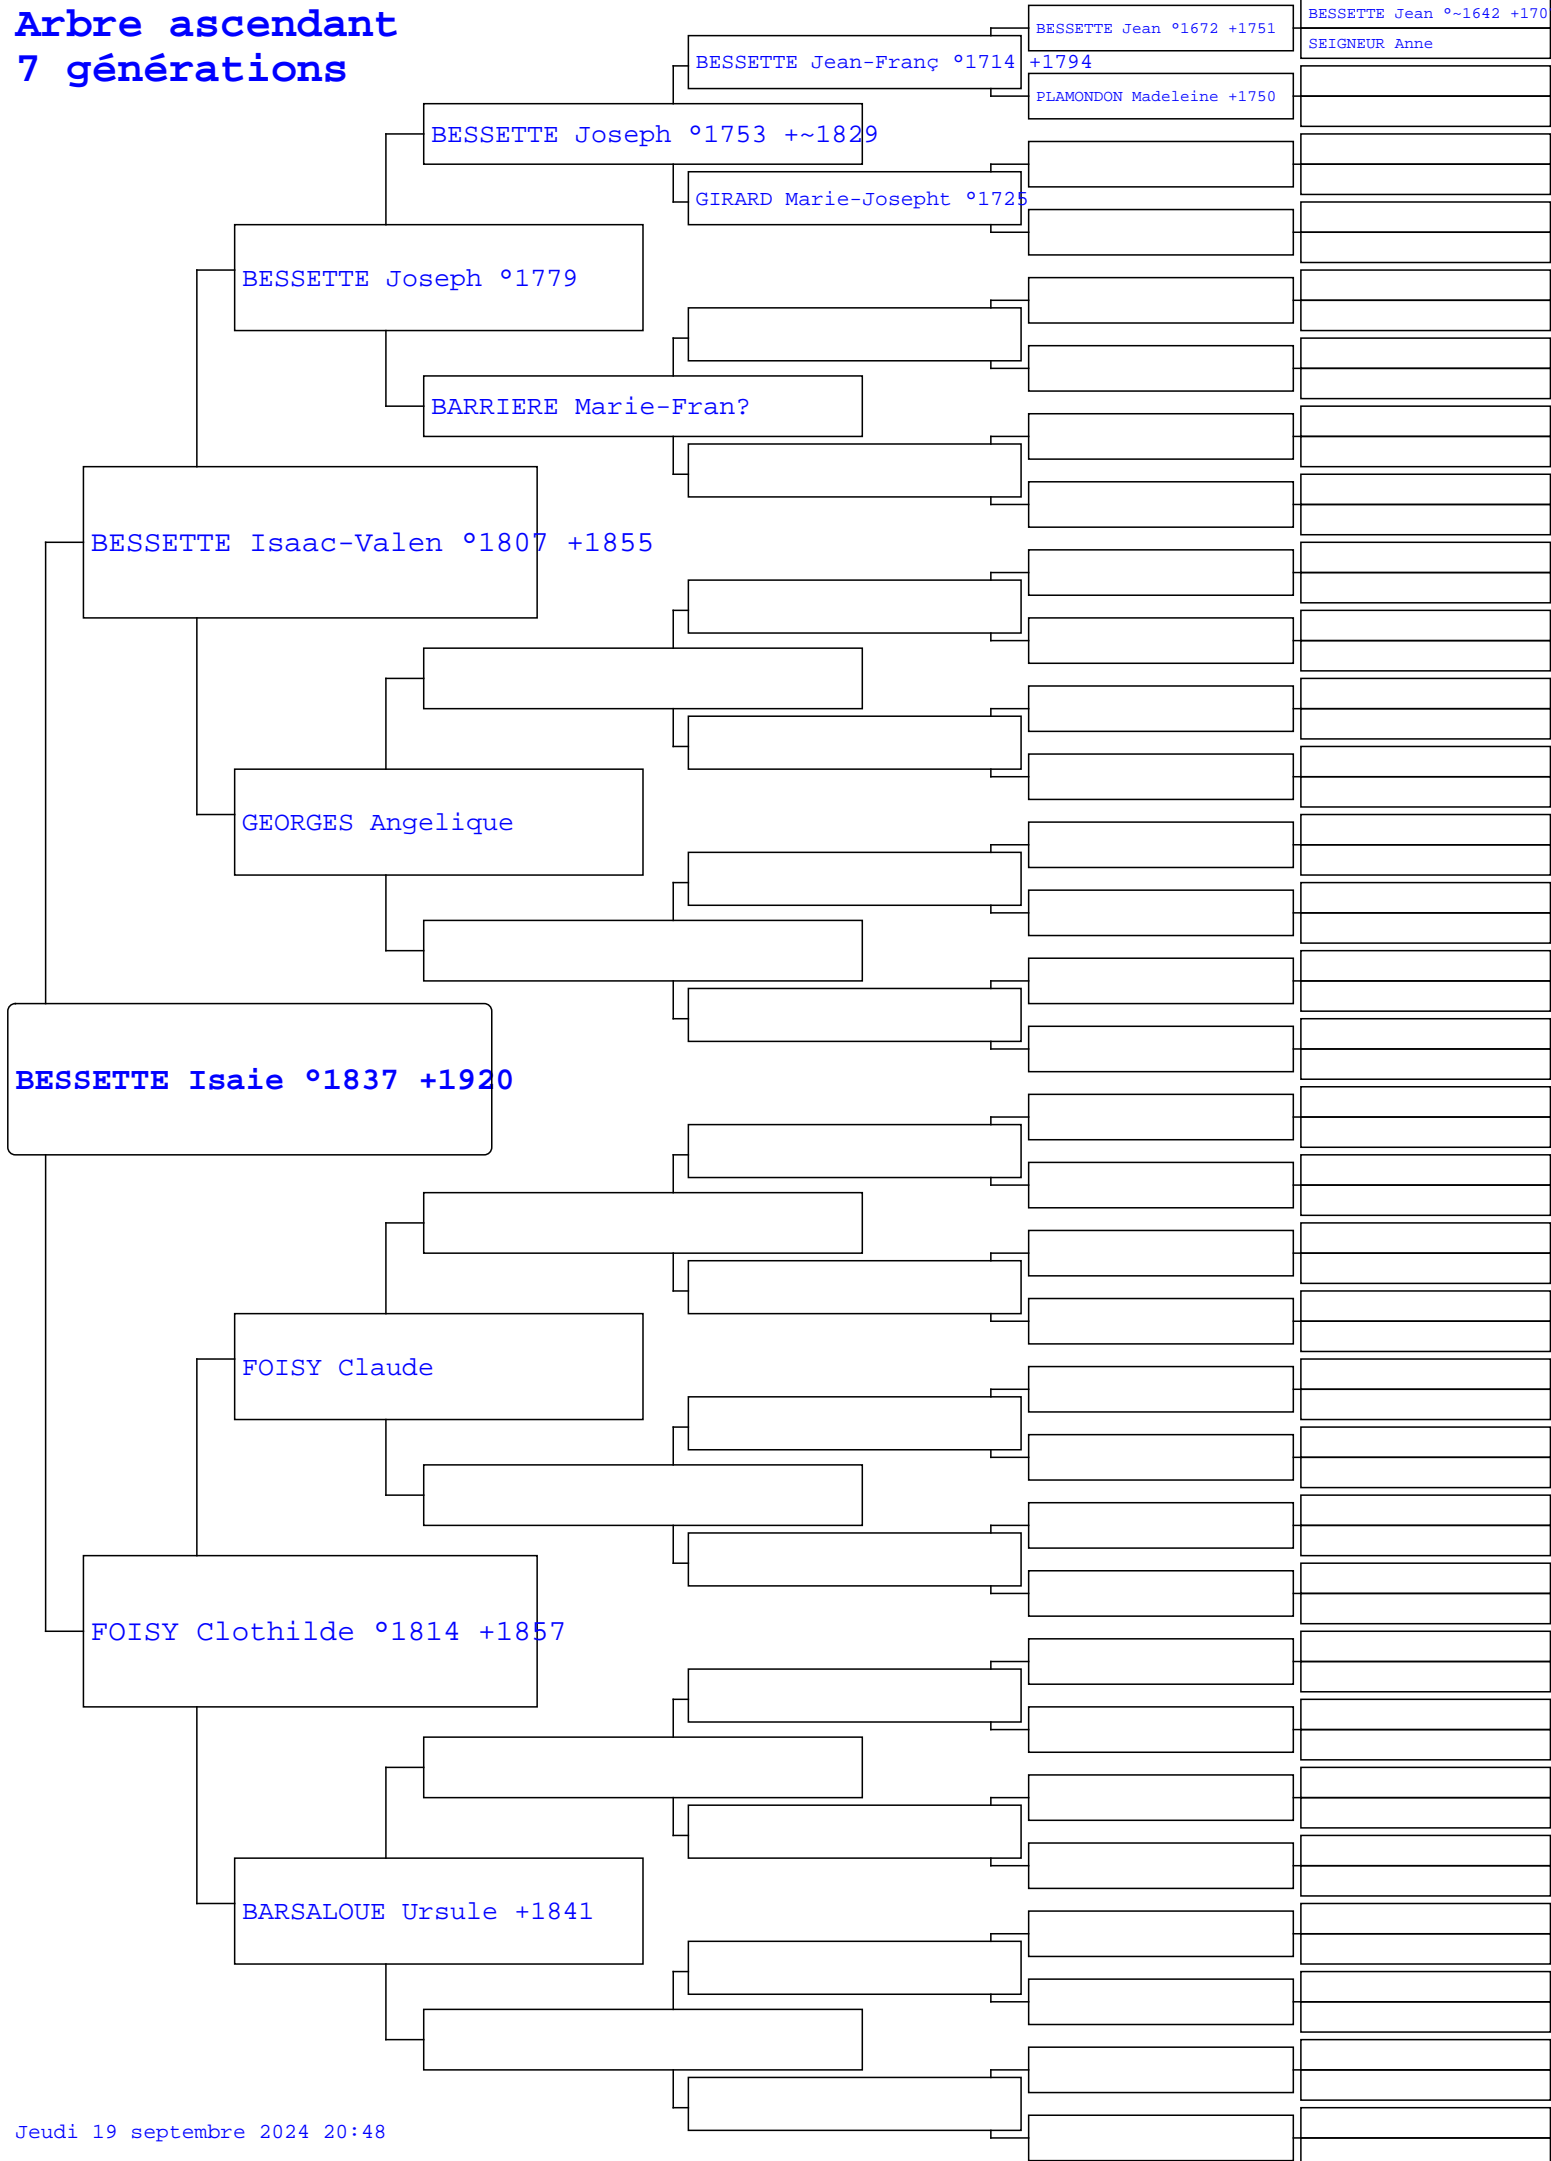 Arbre ascendant
7 générations
BESSETTE Jean °~1642 +170
SEIGNEUR Anne
BESSETTE Jean °1672 +1751
BESSETTE Jean-Franç °1714 +1794
PLAMONDON Madeleine +1750
BESSETTE Joseph °1753 +~1829
GIRARD Marie-Josepht °1725
BESSETTE Joseph °1779
BARRIERE Marie-Fran?
BESSETTE Isaac-Valen °1807 +1855
GEORGES Angelique
BESSETTE Isaie °1837 +1920
FOISY Claude
FOISY Clothilde °1814 +1857
BARSALOUE Ursule +1841
Jeudi 19 septembre 2024 20:48